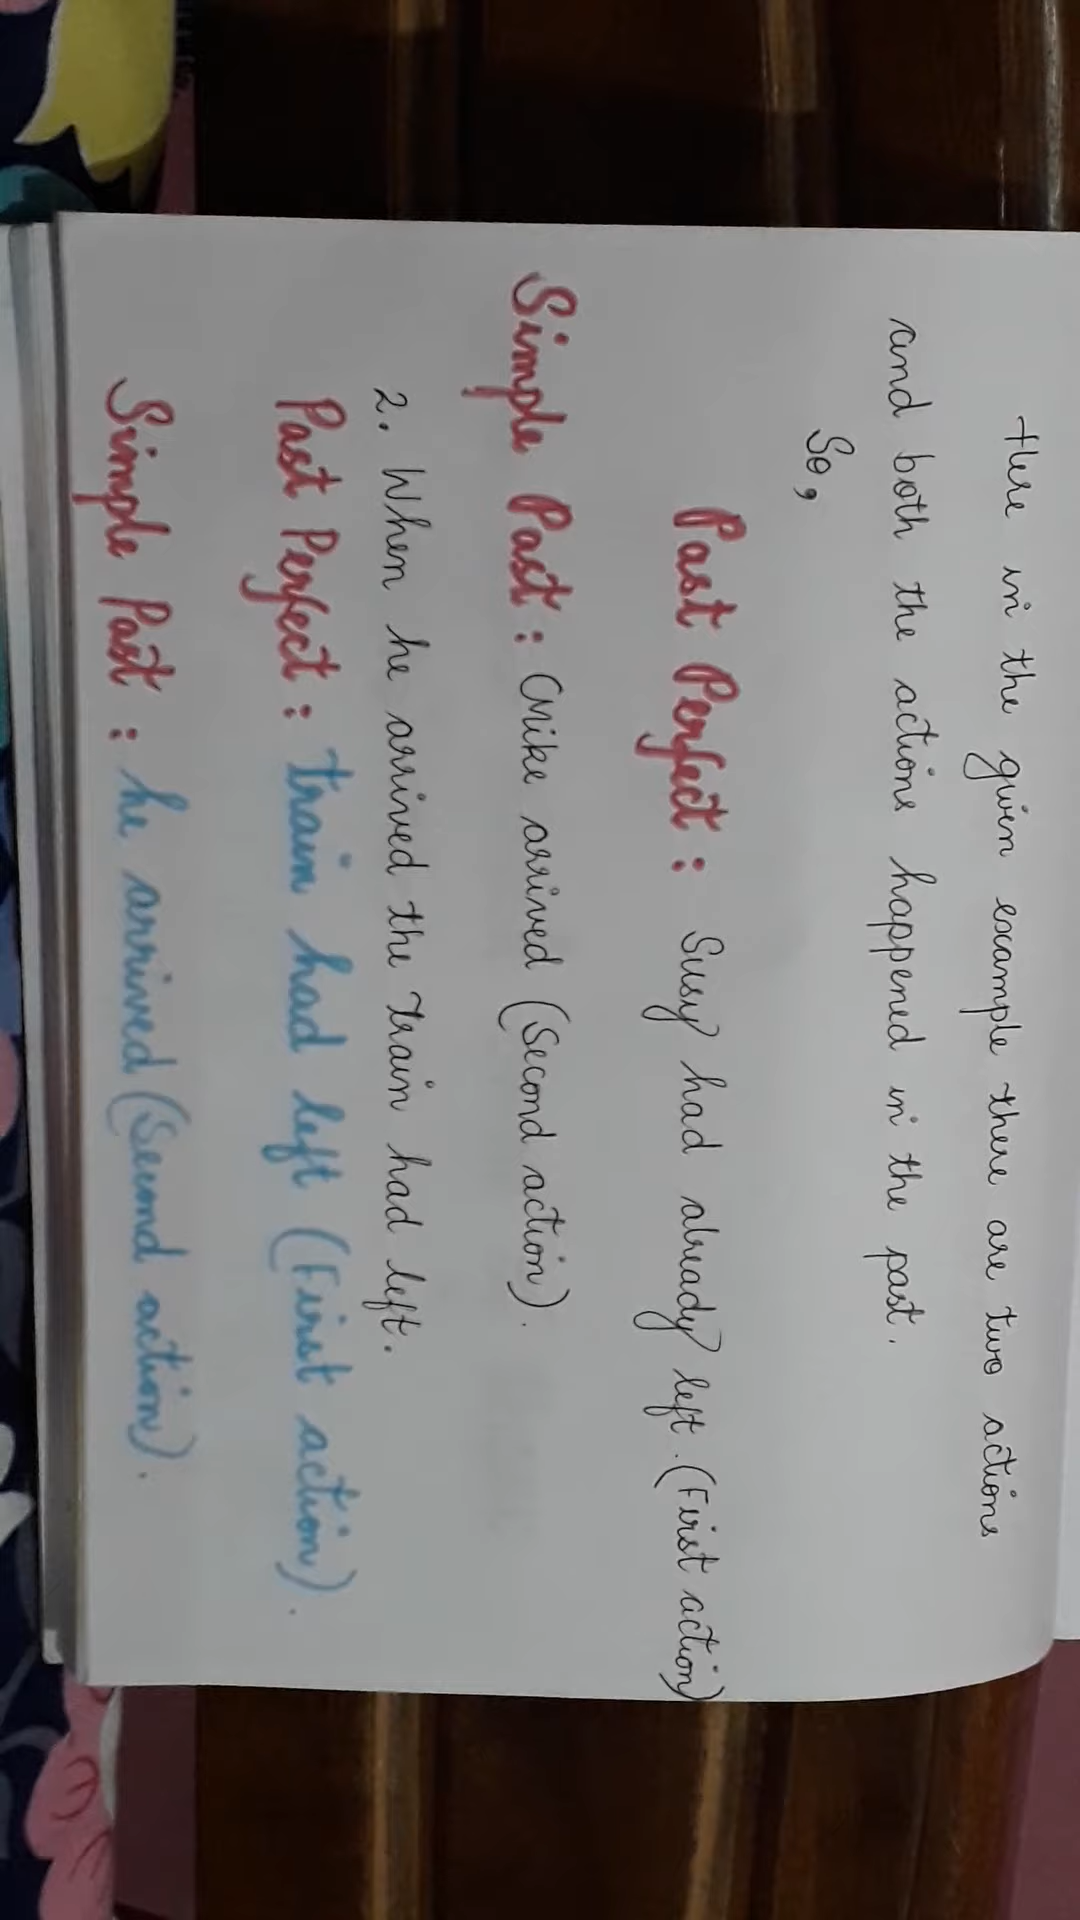 Here in the given example there are two actions
and both the actions happened in the past.
So,
Past Perfect : Susy had already left. (First action)
Simple Past : Mike arrived (Second action).
2. When he arrived the train had left.
Past Perfect : train had left (First action).
Simple Past : he arrived (Second action).